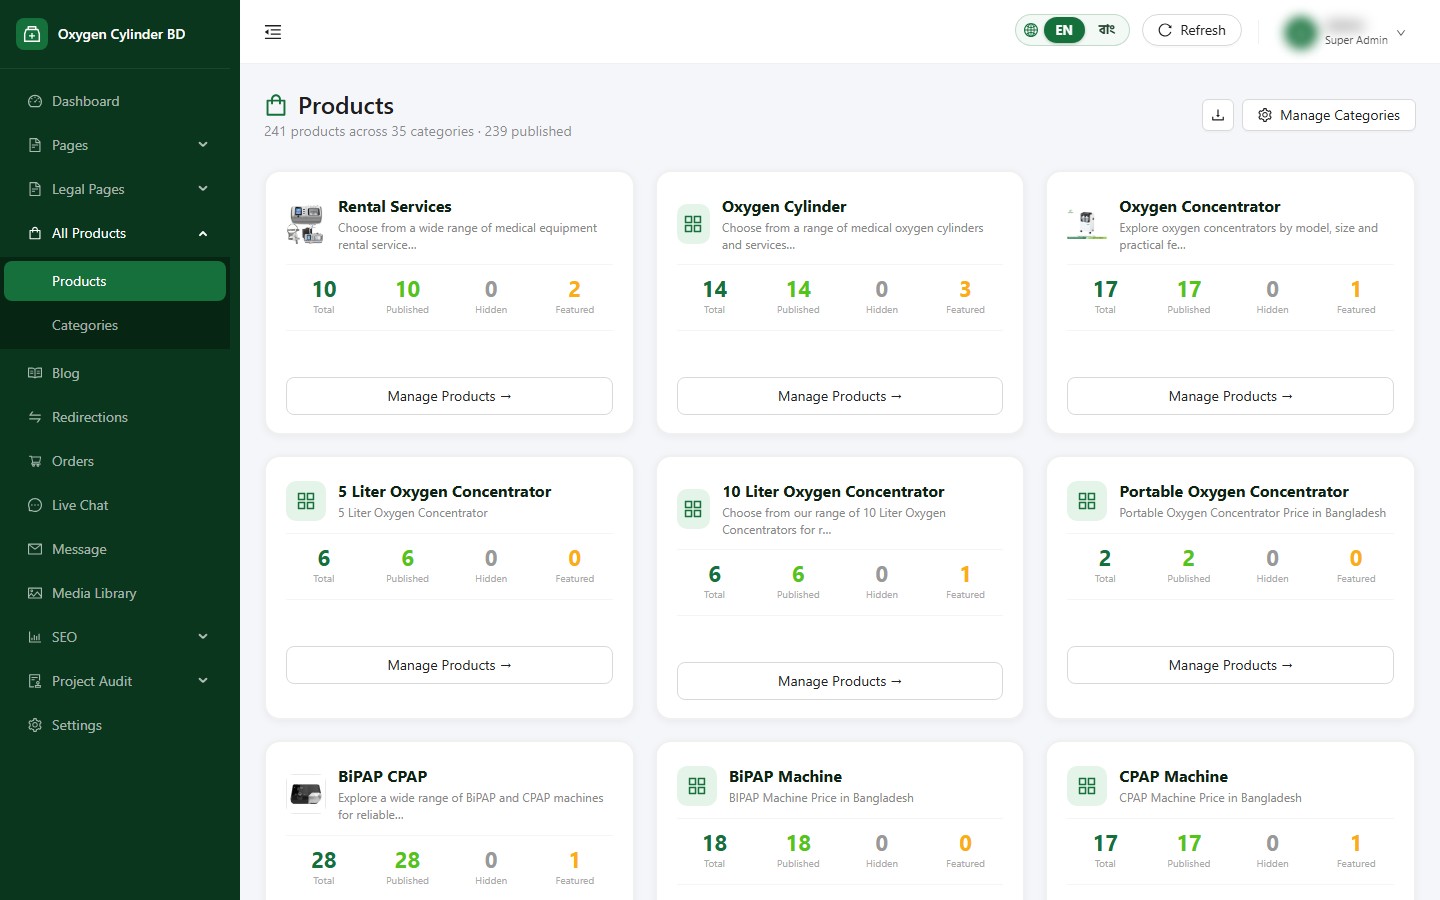 Oxygen Cylinder BD
Dashboard
Pages
Legal Pages
All Products
Products
Categories
Blog
Redirections
Orders
Live Chat
Message
Media Library
SEO
Project Audit
Settings
EN বাং
Refresh
Super Admin
Products
241 products across 35 categories · 239 published
Manage Categories
Rental Services
Choose from a wide range of medical equipment
rental service...
10 10 0 2
Total Published Hidden Featured
Manage Products →
Oxygen Cylinder
Choose from a range of medical oxygen cylinders
and services...
14 14 0 3
Total Published Hidden Featured
Manage Products →
Oxygen Concentrator
Explore oxygen concentrators by model, size and
practical fe...
17 17 0 1
Total Published Hidden Featured
Manage Products →
5 Liter Oxygen Concentrator
5 Liter Oxygen Concentrator
6 6 0 0
Total Published Hidden Featured
Manage Products →
10 Liter Oxygen Concentrator
Choose from our range of 10 Liter Oxygen
Concentrators for r...
6 6 0 1
Total Published Hidden Featured
Manage Products →
Portable Oxygen Concentrator
Portable Oxygen Concentrator Price in Bangladesh
2 2 0 0
Total Published Hidden Featured
Manage Products →
BiPAP CPAP
Explore a wide range of BiPAP and CPAP machines
for reliable...
28 28 0 1
Total Published Hidden Featured
BiPAP Machine
BIPAP Machine Price in Bangladesh
18 18 0 0
Total Published Hidden Featured
CPAP Machine
CPAP Machine Price in Bangladesh
17 17 0 1
Total Published Hidden Featured